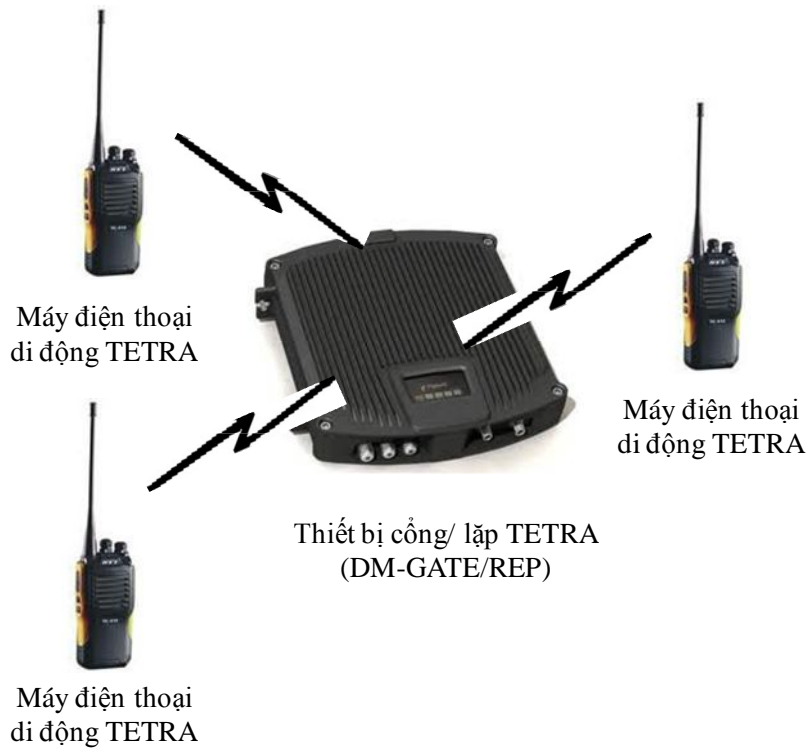 Máy điện thoại
di động TETRA
Máy điện thoại
di động TETRA
Thiết bị cổng/ lặp TETRA
(DM-GATE/REP)
Máy điện thoại
di động TETRA